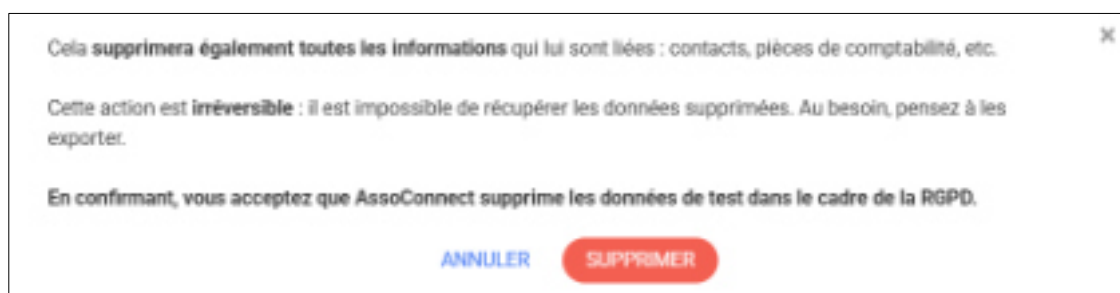 Cela supprimera également toutes les informations qui lui sont liées : contacts, pièces de comptabilité, etc.
Cette action est irréversible : il est impossible de récupérer les données supprimées. Au besoin, pensez à les
exporter.
En confirmant, vous acceptez que AssoConnect supprime les données de test dans le cadre de la RGPD.
ANNULER SUPPRIMER